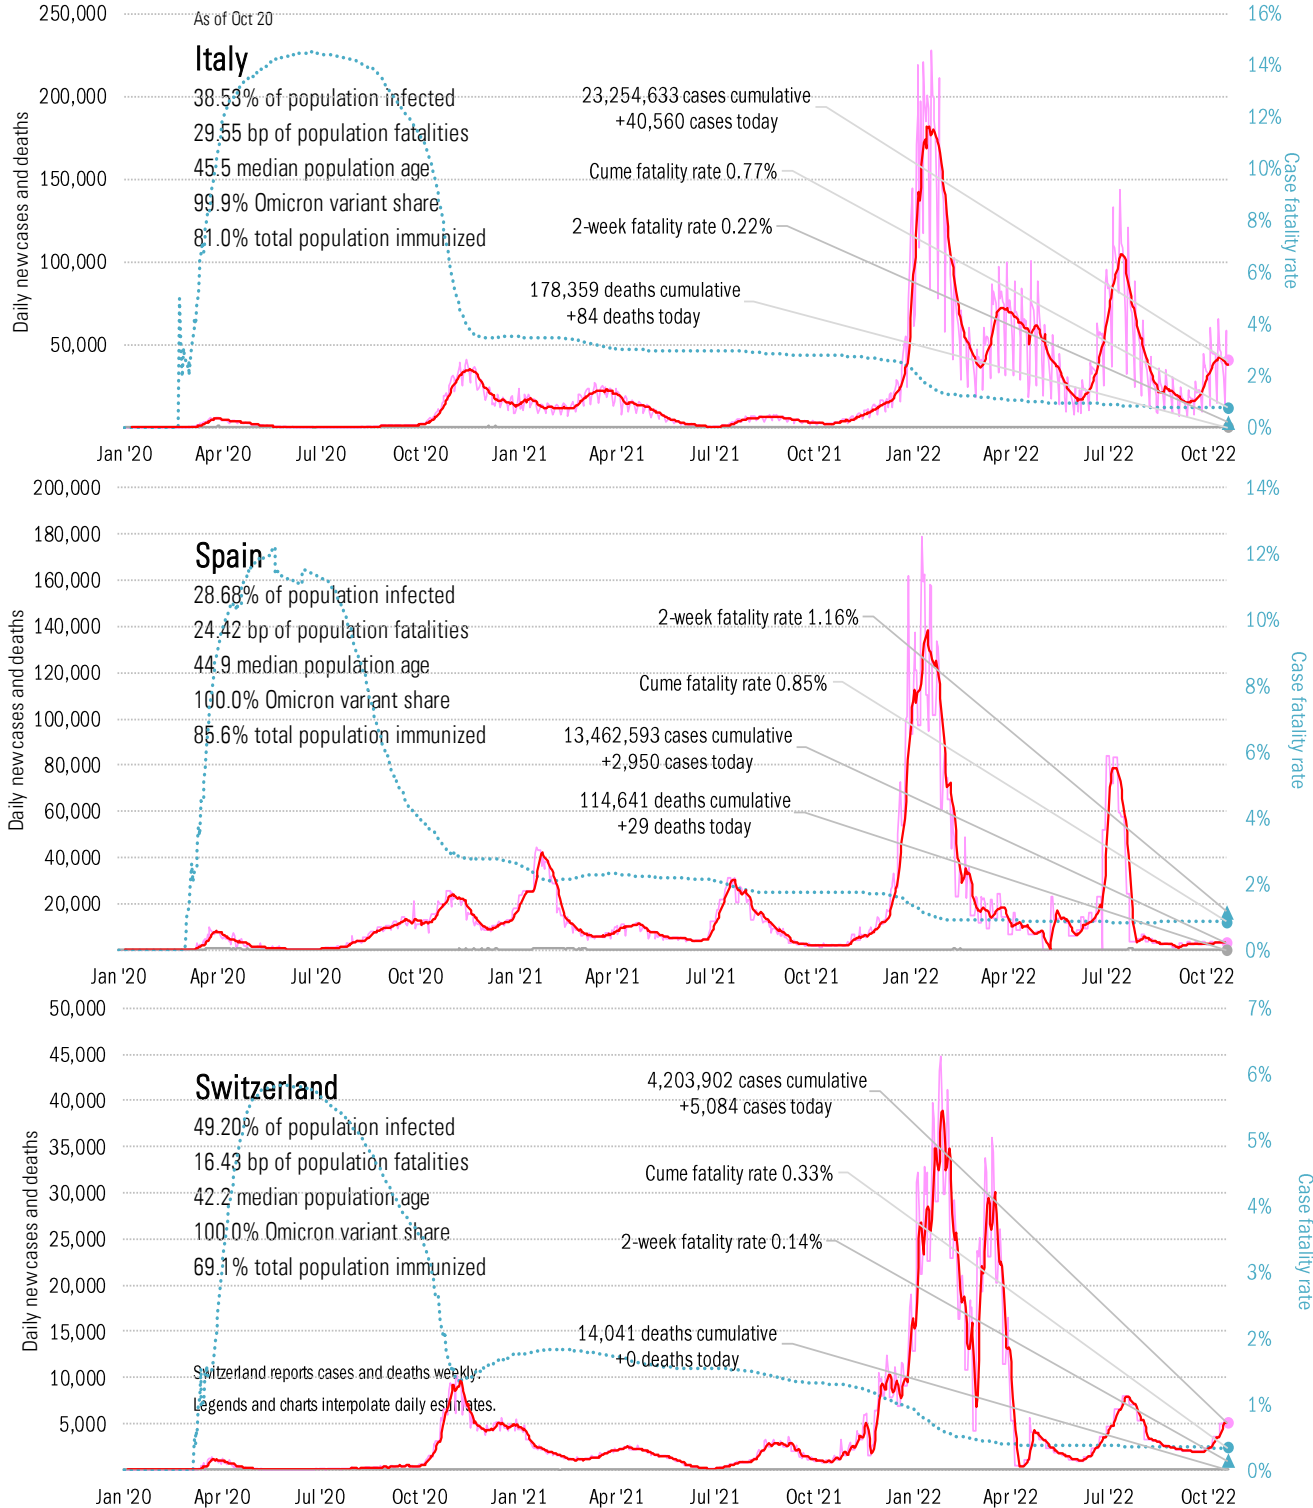 As of Oct 20
Italy
38.53% of population infected
29.55 bp of population fatalities
45.5 median population age
99.9% Omicron variant share
81.0% total population immunized
23,254,633 cases cumulative
+40,560 cases today
Cume fatality rate 0.77%
2-week fatality rate 0.22%
178,359 deaths cumulative
+84 deaths today
Daily new cases and deaths
250,000
200,000
150,000
100,000
50,000
Case fatality rate
16%
14%
12%
10%
8%
6%
4%
2%
0%
Jan '20 Apr '20 Jul '20 Oct '20 Jan '21 Apr '21 Jul '21 Oct '21 Jan '22 Apr '22 Jul '22 Oct '22
Spain
28.68% of population infected
24.42 bp of population fatalities
44.9 median population age
100.0% Omicron variant share
85.6% total population immunized
2-week fatality rate 1.16%
Cume fatality rate 0.85%
13,462,593 cases cumulative
+2,950 cases today
114,641 deaths cumulative
+29 deaths today
Daily new cases and deaths
200,000
180,000
160,000
140,000
120,000
100,000
80,000
60,000
40,000
20,000
Case fatality rate
14%
12%
10%
8%
6%
4%
2%
0%
Jan '20 Apr '20 Jul '20 Oct '20 Jan '21 Apr '21 Jul '21 Oct '21 Jan '22 Apr '22 Jul '22 Oct '22
Switzerland
49.20% of population infected
16.43 bp of population fatalities
42.2 median population age
100.0% Omicron variant share
69.1% total population immunized
Switzerland reports cases and deaths weekly.
Legends and charts interpolate daily estimates.
4,203,902 cases cumulative
+5,084 cases today
Cume fatality rate 0.33%
2-week fatality rate 0.14%
14,041 deaths cumulative
+0 deaths today
Daily new cases and deaths
50,000
45,000
40,000
35,000
30,000
25,000
20,000
15,000
10,000
5,000
Case fatality rate
7%
6%
5%
4%
3%
2%
1%
0%
Jan '20 Apr '20 Jul '20 Oct '20 Jan '21 Apr '21 Jul '21 Oct '21 Jan '22 Apr '22 Jul '22 Oct '22